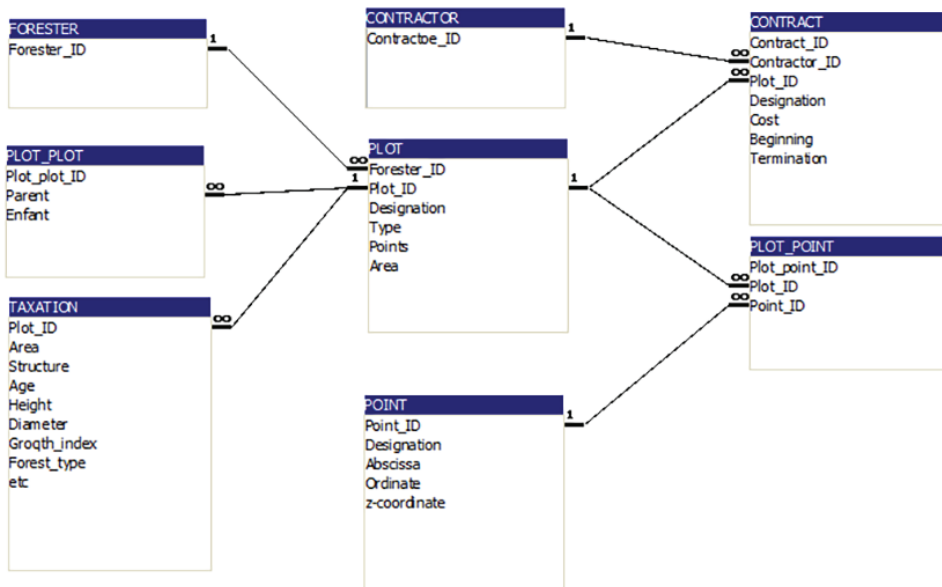 FORESTER
Forester_ID
CONTRACTOR
Contractoe_ID
CONTRACT
Contract_ID
Contractor_ID
Plot_ID
Designation
Cost
Beginning
Termination
PLOT_PLOT
Plot_plot_ID
Parent
Enfant
PLOT
Forester_ID
Plot_ID
Designation
Type
Points
Area
PLOT_POINT
Plot_point_ID
Plot_ID
Point_ID
TAXATION
Plot_ID
Area
Structure
Age
Height
Diameter
Groqth_index
Forest_type
etc
POINT
Point_ID
Designation
Abscissa
Ordinate
z-coordinate
1
∞
1
∞
∞
1
∞
∞
1
∞
∞
1